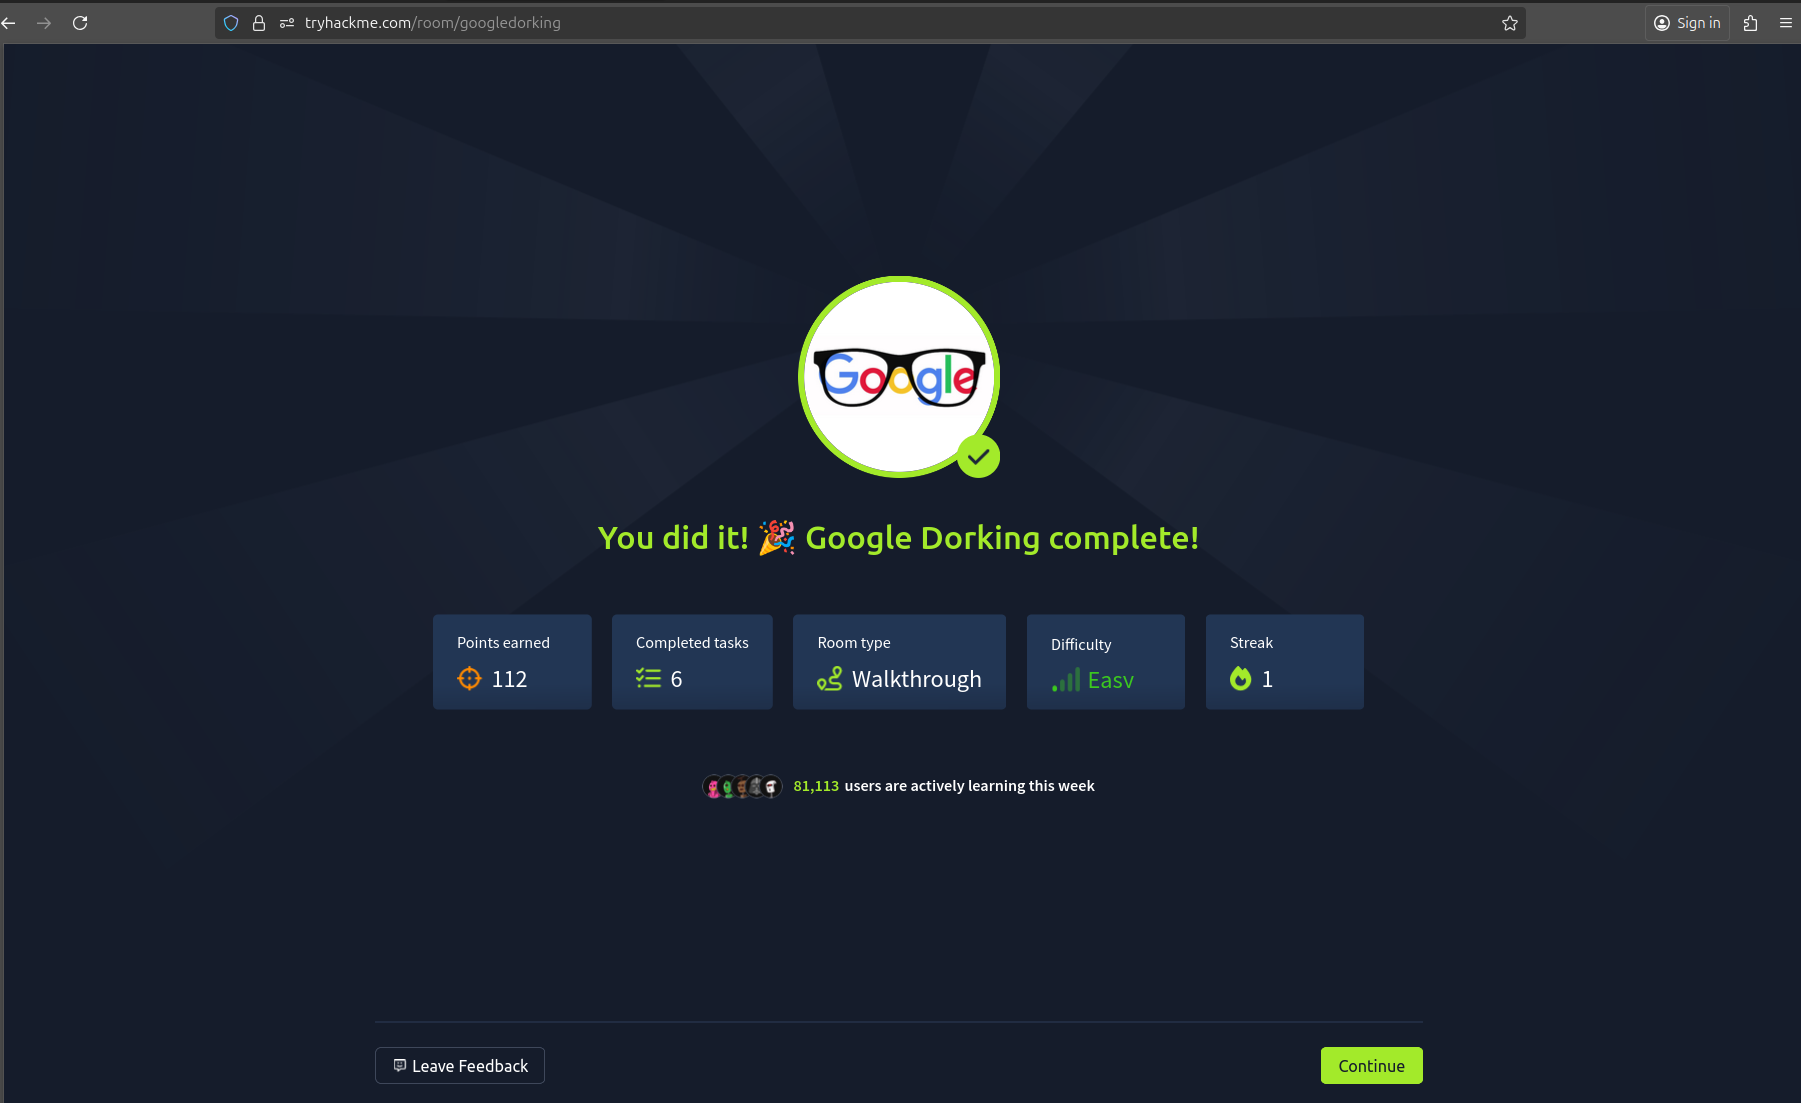 tryhackme.com/room/googledorking
Sign in
Google
You did it! 🎉 Google Dorking complete!
Points earned
112
Completed tasks
6
Room type
Walkthrough
Difficulty
Easy
Streak
1
81,113 users are actively learning this week
Leave Feedback
Continue